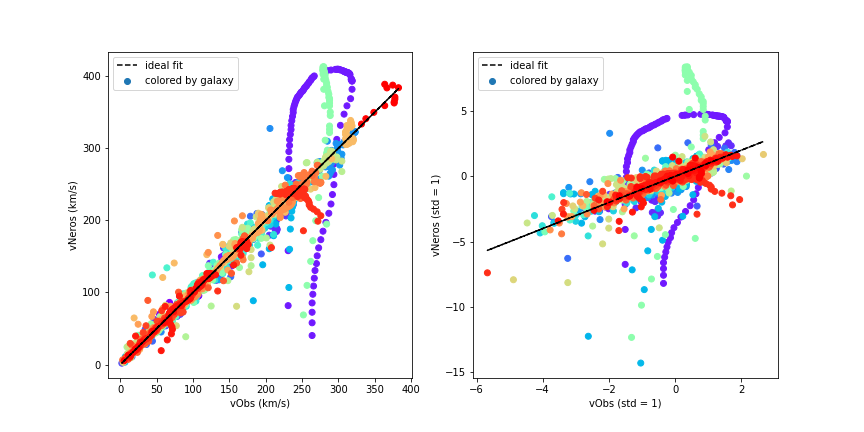 ideal fit
colored by galaxy
400
300
200
100
0
vNeros (km/s)
0 50 100 150 200 250 300 350 400
vObs (km/s)
ideal fit
colored by galaxy
5
0
−5
−10
−15
vNeros (std = 1)
−6 −4 −2 0 2
vObs (std = 1)